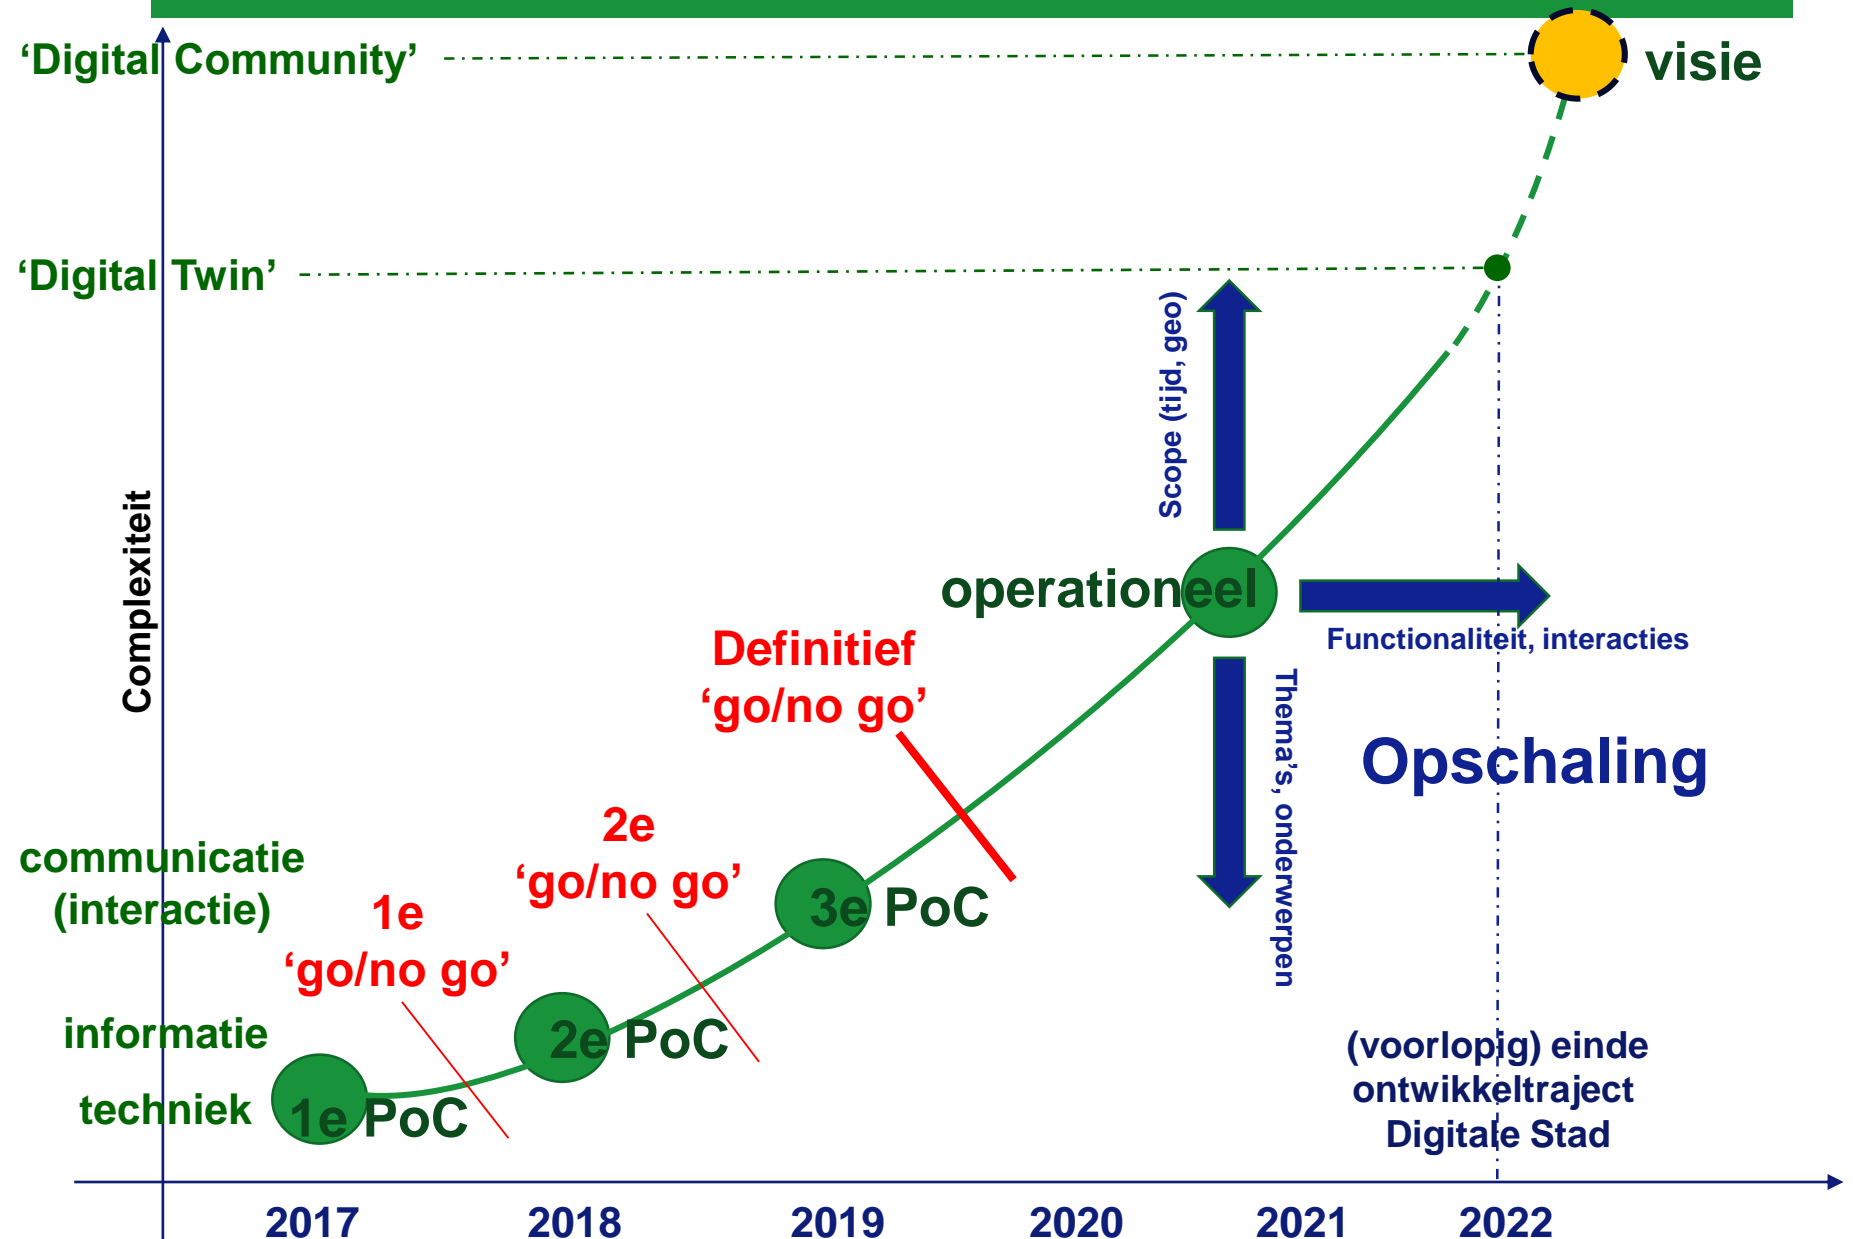 ‘Digital Community’
visie
‘Digital Twin’
Scope (tijd, geo)
Complexiteit
operationeel
Functionaliteit, interacties
Definitief
‘go/no go’
Thema’s, onderwerpen
Opschaling
2e
‘go/no go’
communicatie
(interactie)
1e
‘go/no go’
3e PoC
informatie
2e PoC
techniek
1e PoC
(voorlopig) einde
ontwikkeltraject
Digitale Stad
2017
2018
2019
2020
2021
2022